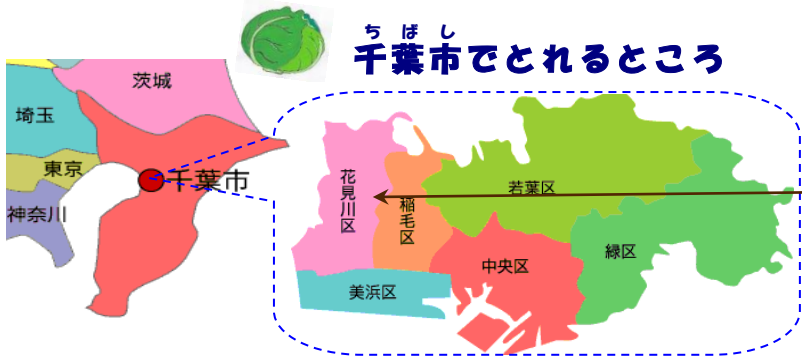 ちばし
千葉市でとれるところ
茨城
埼玉
東京
千葉市
神奈川
花見川区
稲毛区
若葉区
緑区
中央区
美浜区